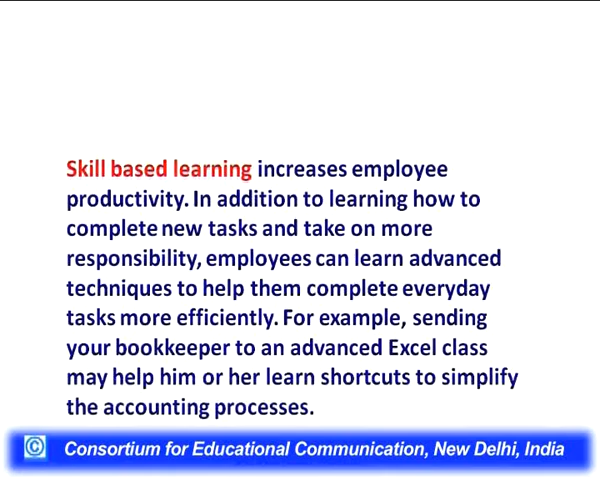 Skill based learning increases employee
productivity. In addition to learning how to
complete new tasks and take on more
responsibility, employees can learn advanced
techniques to help them complete everyday
tasks more efficiently. For example, sending
your bookkeeper to an advanced Excel class
may help him or her learn shortcuts to simplify
the accounting processes.
© Consortium for Educational Communication, New Delhi, India